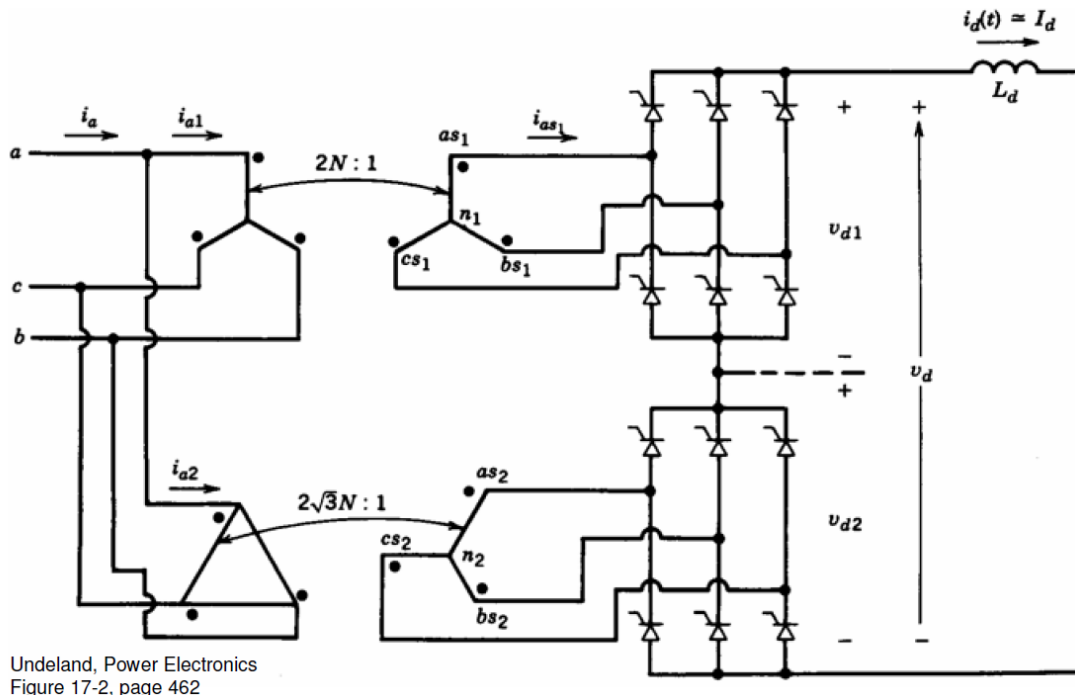 i_d(t) ≃ I_d
L_d
i_a
i_a1
as_1
i_as_1
a
2N : 1
+
+
n_1
v_d1
cs_1
bs_1
c
b
−
+
v_d
i_a2
as_2
2√3N : 1
v_d2
cs_2
n_2
bs_2
−
−
Undeland, Power Electronics
Figure 17-2, page 462